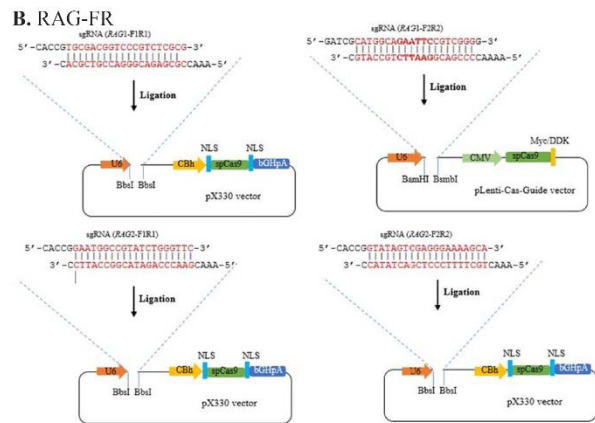 B. RAG-FR
sgRNA (RAG1-F1R1)
5'-CACCGTGCGACGGTCCCGTCTCGCG-3'
3'-CACGCTGCCAGGGCAGAGCGCCAAA-5'
Ligation
NLS NLS
U6 CBh spCas9 bGHpA
BbsI BbsI
pX330 vector
sgRNA (RAG1-F2R2)
5'-GATCGCATGGCAGAATTCCGTCGGGG-3'
3'-CGTACCGTCTTAAGGCAGCCCCAAAA-5'
Ligation
Myc/DDK
U6 CMV spCas9
BamHI BsmbI
pLenti-Cas-Guide vector
sgRNA (RAG2-F1R1)
5'-CACCGGAATGGCCGTATCTGGGTTC-3'
3'-CCTTACCGGCATAGACCCAAGCAAA-5'
Ligation
NLS NLS
U6 CBh spCas9 bGHpA
BbsI BbsI
pX330 vector
sgRNA (RAG2-F2R2)
5'-CACCGGTATAGTCGAGGGAAAAGCA-3'
3'-CCATATCAGCTCCCTTTTCGTCAAA-5'
Ligation
NLS NLS
U6 CBh spCas9 bGHpA
BbsI BbsI
pX330 vector